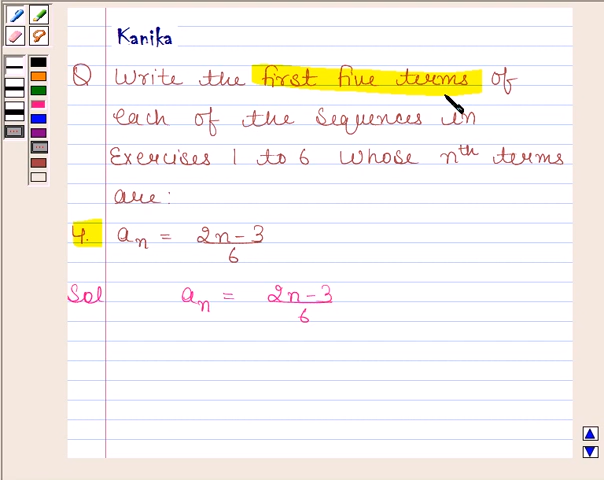 Kanika
Q Write the first five terms of
each of the Sequences in
Exercises 1 to 6 whose nth terms
are:
4. an = 2n-3/6
Sol an = 2n-3/6